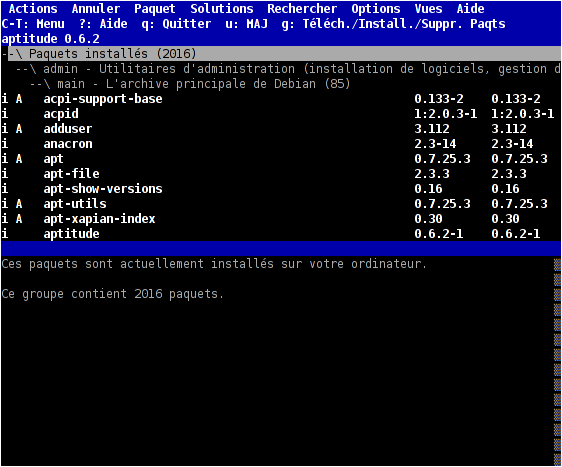 Actions  Annuler  Paquet  Solutions  Rechercher  Options  Vues  Aide
C-T: Menu  ?: Aide  q: Quitter  u: MAJ  g: Téléch./Install./Suppr. Paqts
aptitude 0.6.2
--\ Paquets installés (2016)
--\ admin - Utilitaires d'administration (installation de logiciels, gestion d
--\ main - L'archive principale de Debian (85)
i A  acpi-support-base  0.133-2  0.133-2
i  acpid  1:2.0.3-1  1:2.0.3-1
i A  adduser  3.112  3.112
i  anacron  2.3-14  2.3-14
i A  apt  0.7.25.3  0.7.25.3
i  apt-file  2.3.3  2.3.3
i  apt-show-versions  0.16  0.16
i A  apt-utils  0.7.25.3  0.7.25.3
i A  apt-xapian-index  0.30  0.30
i  aptitude  0.6.2-1  0.6.2-1
Ces paquets sont actuellement installés sur votre ordinateur.
Ce groupe contient 2016 paquets.